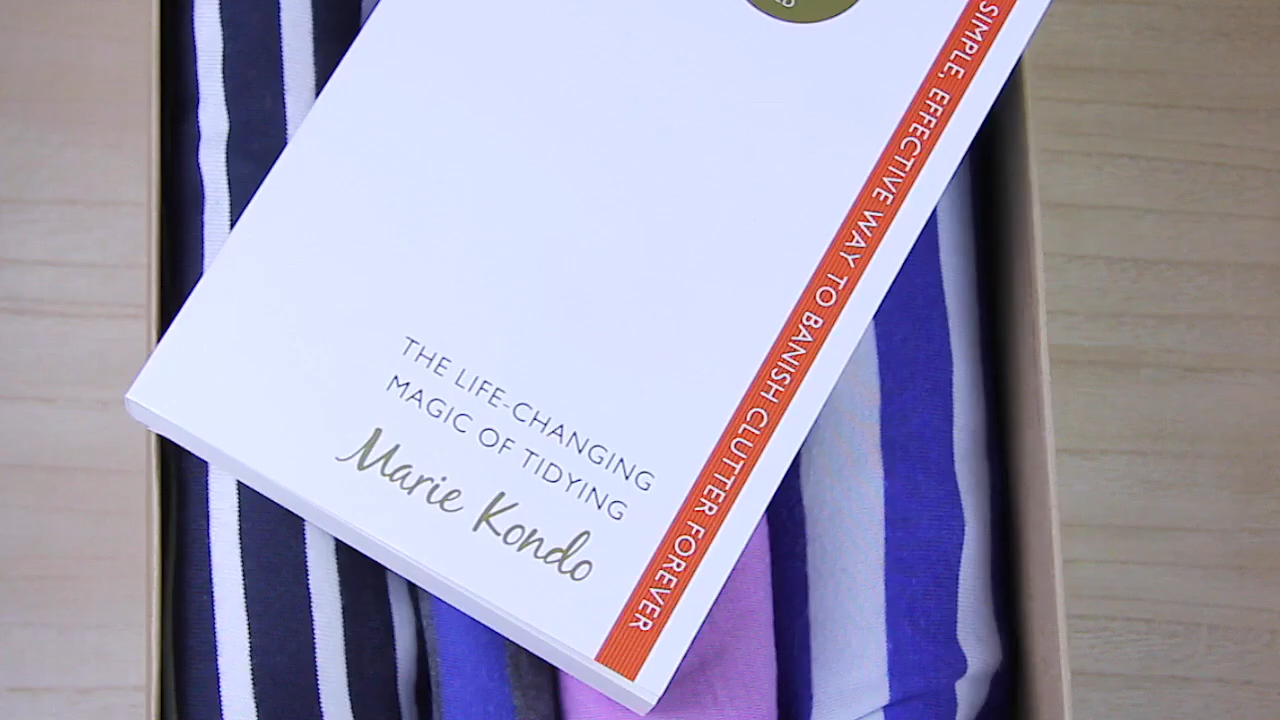 SIMPLE, EFFECTIVE WAY TO BANISH CLUTTER FOREVER
THE LIFE-CHANGING
MAGIC OF TIDYING
Marie Kondo